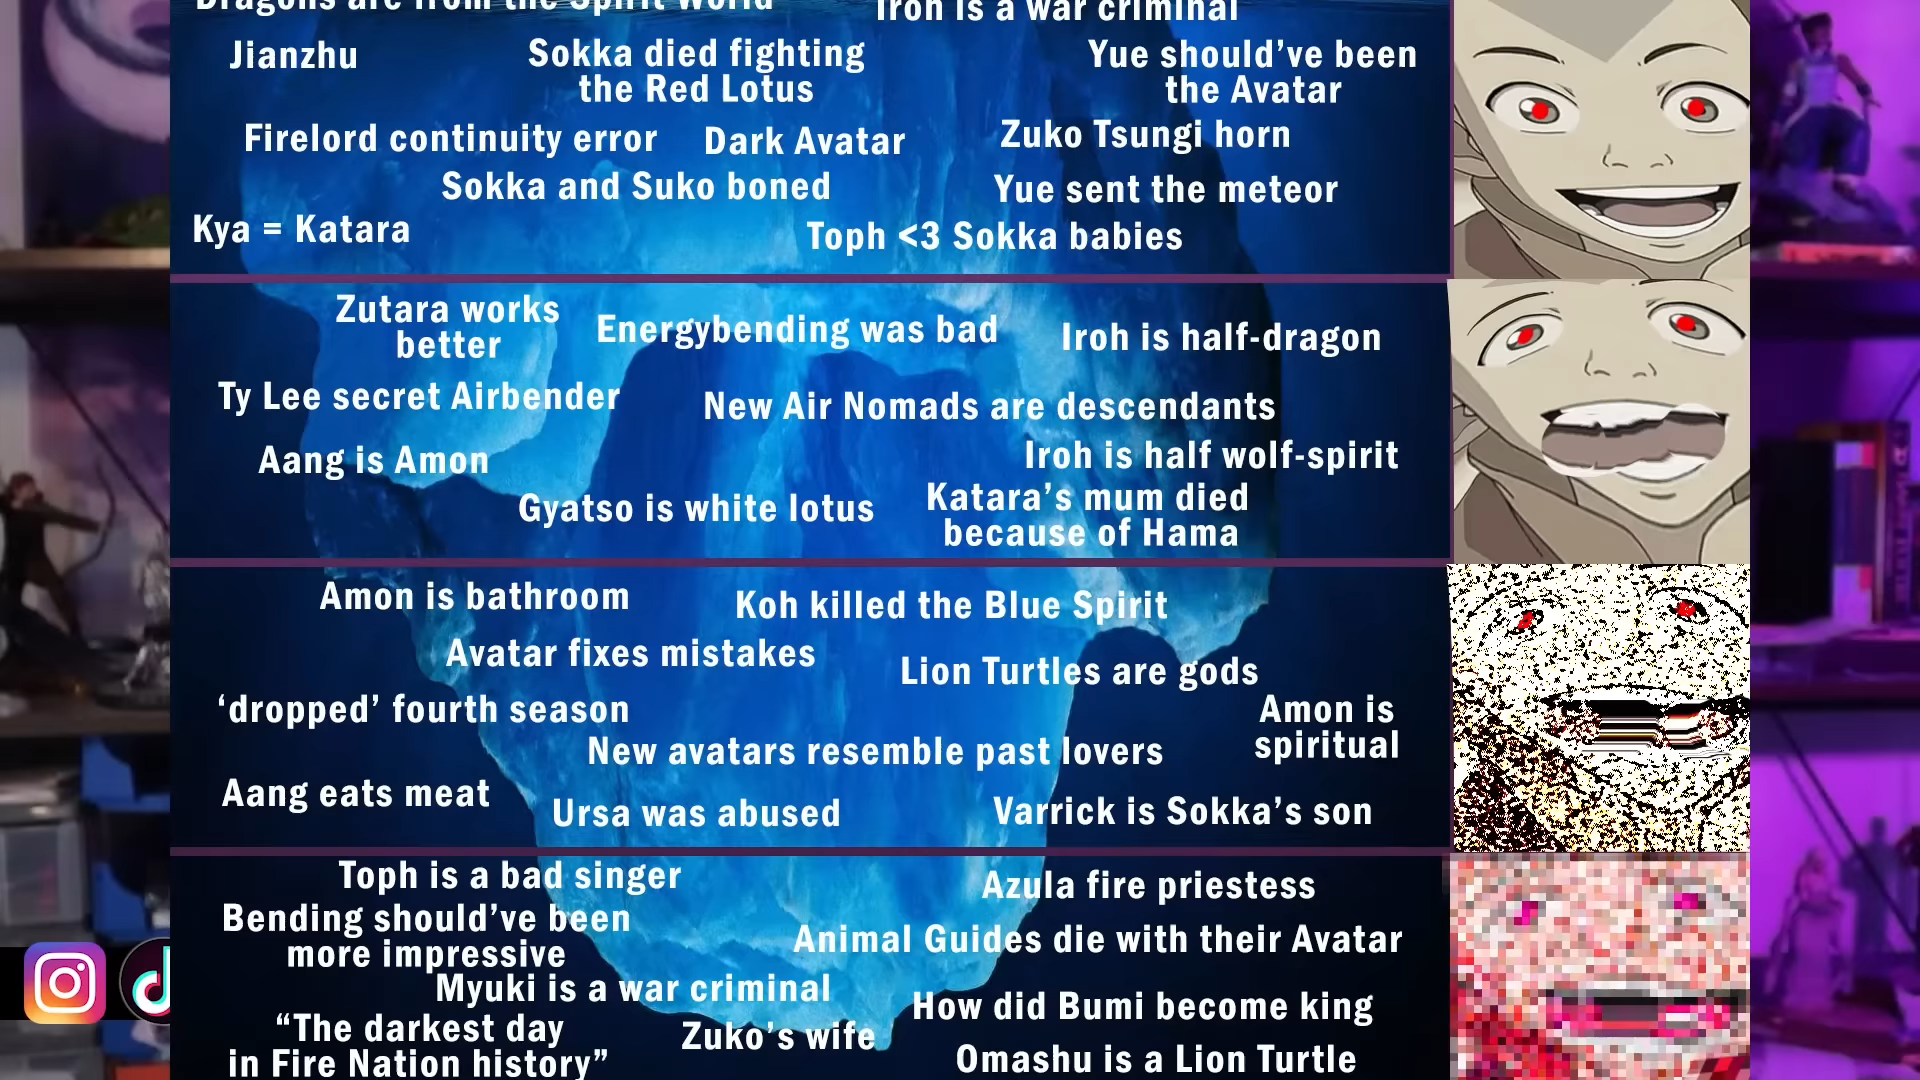 Dragons are from the Spirit World
Iroh is a war criminal
Jianzhu
Sokka died fighting
the Red Lotus
Yue should've been
the Avatar
Firelord continuity error
Dark Avatar
Zuko Tsungi horn
Sokka and Suko boned
Yue sent the meteor
Kya = Katara
Toph <3 Sokka babies
Zutara works
better
Energybending was bad
Iroh is half-dragon
Ty Lee secret Airbender
New Air Nomads are descendants
Aang is Amon
Iroh is half wolf-spirit
Gyatso is white lotus
Katara's mum died
because of Hama
Amon is bathroom
Koh killed the Blue Spirit
Avatar fixes mistakes
Lion Turtles are gods
'dropped' fourth season
Amon is
spiritual
New avatars resemble past lovers
Aang eats meat
Ursa was abused
Varrick is Sokka's son
Toph is a bad singer
Azula fire priestess
Bending should've been
more impressive
Animal Guides die with their Avatar
Myuki is a war criminal
How did Bumi become king
"The darkest day
in Fire Nation history"
Zuko's wife
Omashu is a Lion Turtle